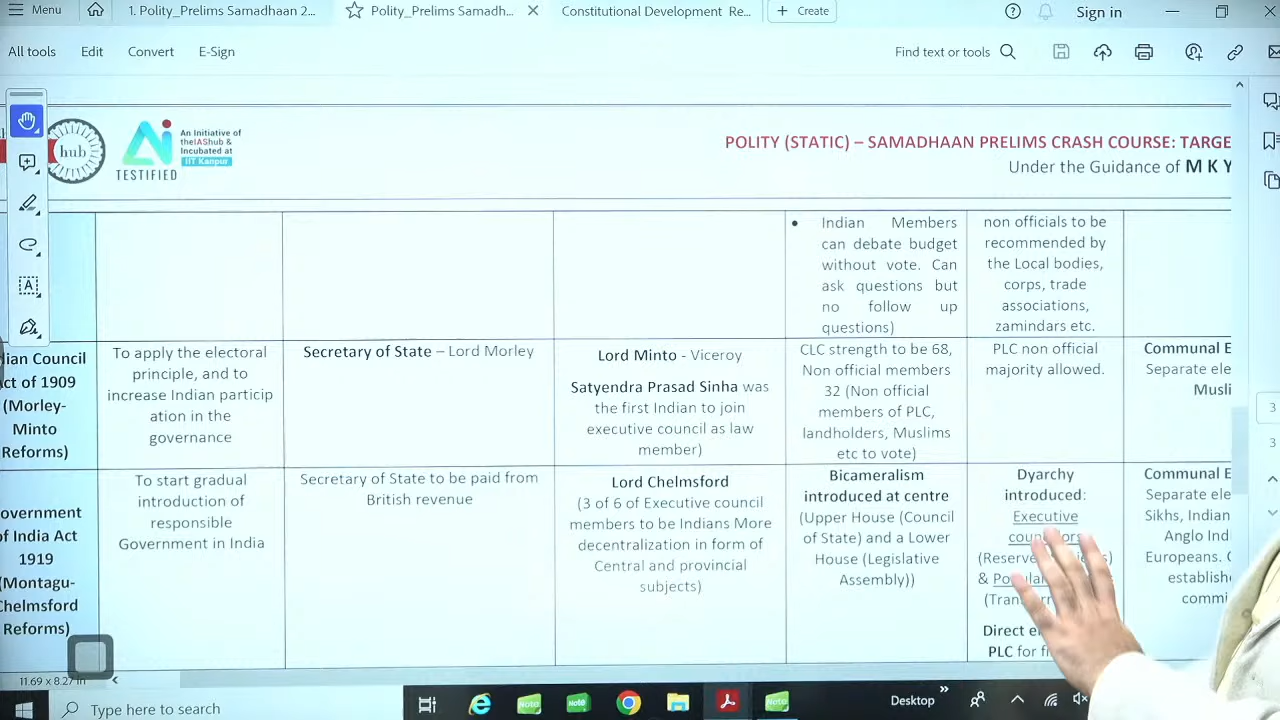 Menu
1. Polity_Prelims Samadhaan 2...
Polity_Prelims Samadh...
Constitutional Development Re...
Create
Sign in
All tools
Edit
Convert
E-Sign
Find text or tools
hub
TESTIFIED
An Initiative of
theIAShub &
Incubated at
IIT Kanpur
POLITY (STATIC) – SAMADHAAN PRELIMS CRASH COURSE: TARGE
Under the Guidance of M K Y
• Indian Members
can debate budget
without vote. Can
ask questions but
no follow up
questions)
non officials to be
recommended by
the Local bodies,
corps, trade
associations,
zamindars etc.
ian Council
ct of 1909
(Morley-
Minto
Reforms)
To apply the electoral
principle, and to
increase Indian particip
ation in the
governance
Secretary of State – Lord Morley
Lord Minto - Viceroy
Satyendra Prasad Sinha was
the first Indian to join
executive council as law
member)
CLC strength to be 68,
Non official members
32 (Non official
members of PLC,
landholders, Muslims
etc to vote)
PLC non official
majority allowed.
Communal E
Separate ele
Musli
overnment
of India Act
1919
(Montagu-
Chelmsford
Reforms)
To start gradual
introduction of
responsible
Government in India
Secretary of State to be paid from
British revenue
Lord Chelmsford
(3 of 6 of Executive council
members to be Indians More
decentralization in form of
Central and provincial
subjects)
Bicameralism
introduced at centre
(Upper House (Council
of State) and a Lower
House (Legislative
Assembly))
Dyarchy
introduced:
Executive
(Reserve
& Popula
(Tran
Direct el
PLC for f
Communal E
Separate ele
Sikhs, Indian
Anglo Ind
Europeans.
establish
commi
11.69 x 8.27 in
3
3
Type here to search
Desktop